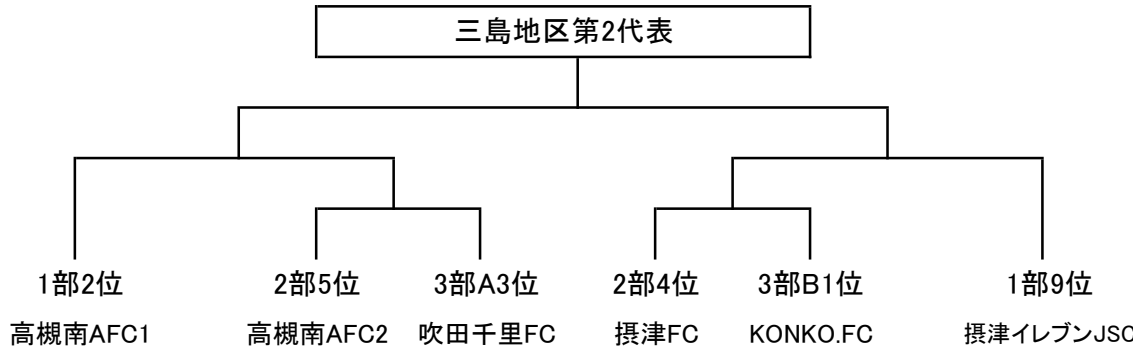 三島地区第2代表
1部2位 2部5位 3部A3位 2部4位 3部B1位 1部9位
高槻南AFC1 高槻南AFC2 吹田千里FC 摂津FC KONKO.FC 摂津イレブンJSC